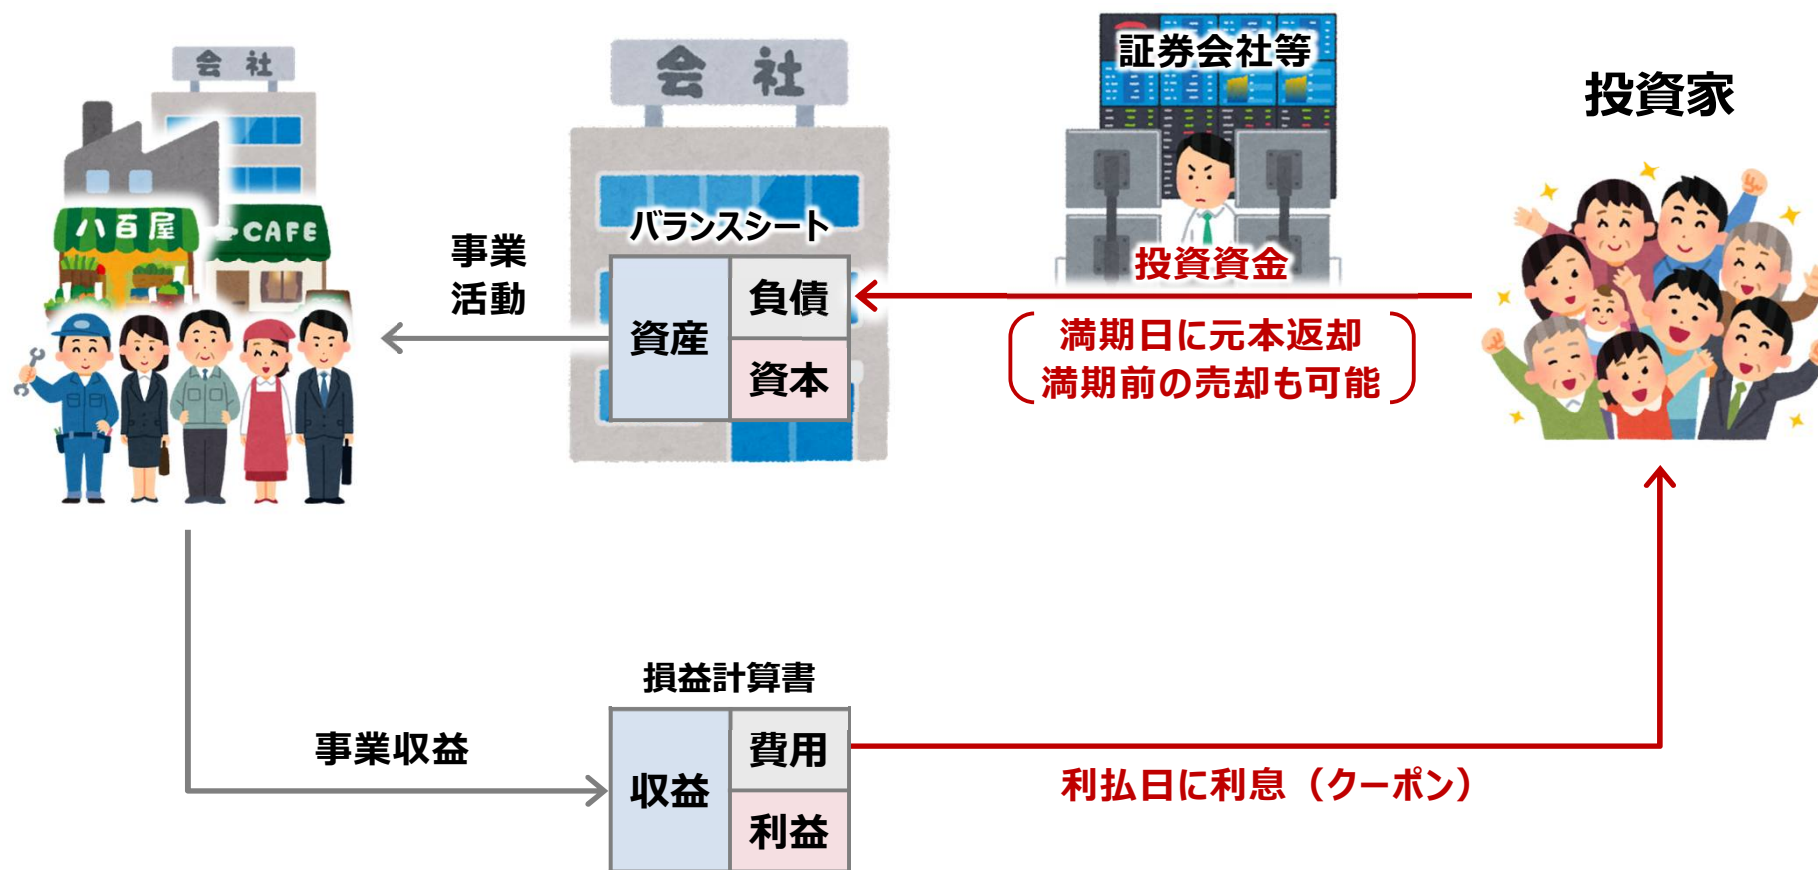 会 社
八百屋
CAFE
事業
活動
会 社
バランスシート
資産
負債
資本
証券会社等
投資資金
満期日に元本返却
満期前の売却も可能
投資家
事業収益
損益計算書
収益
費用
利益
利払日に利息（クーポン）